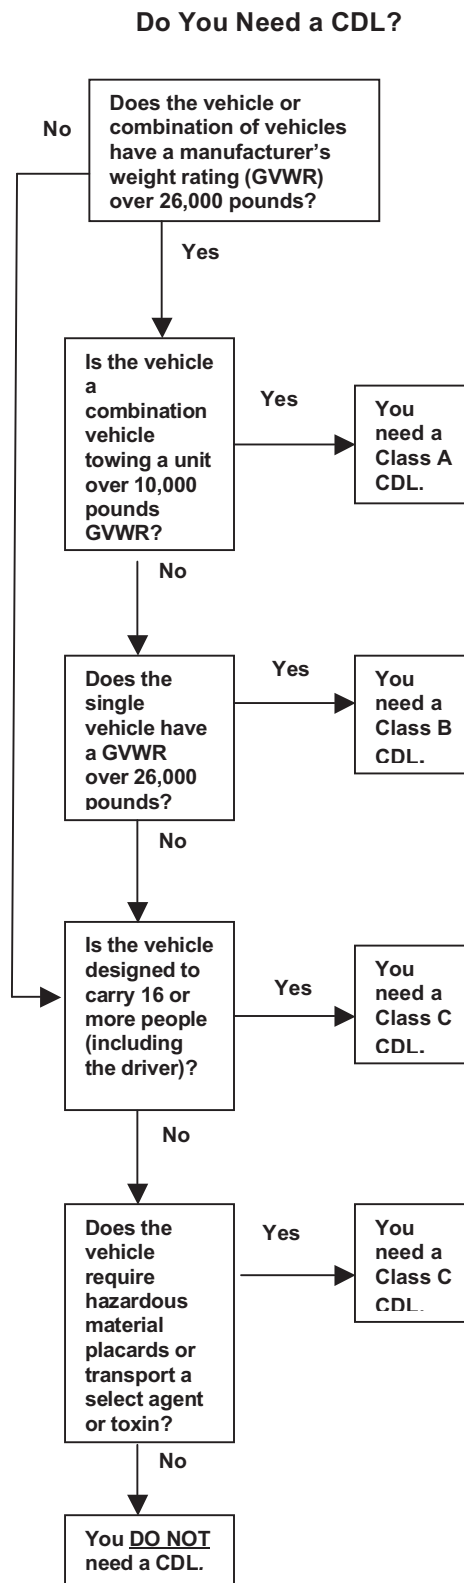 Do You Need a CDL?
Does the vehicle or
combination of vehicles
have a manufacturer’s
weight rating (GVWR)
over 26,000 pounds?
No
Yes
Is the vehicle
a
combination
vehicle
towing a unit
over 10,000
pounds
GVWR?
Yes
You
need a
Class A
CDL.
No
Does the
single
vehicle have
a GVWR
over 26,000
pounds?
Yes
You
need a
Class B
CDL.
No
Is the vehicle
designed to
carry 16 or
more people
(including
the driver)?
Yes
You
need a
Class C
CDL.
No
Does the
vehicle
require
hazardous
material
placards or
transport a
select agent
or toxin?
Yes
You
need a
Class C
CDL.
No
You DO NOT
need a CDL.